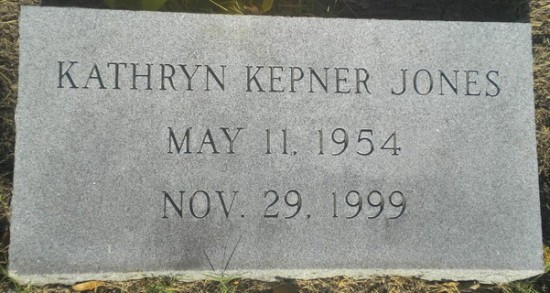 KATHRYN KEPNER JONES
MAY 11, 1954
NOV. 29, 1999